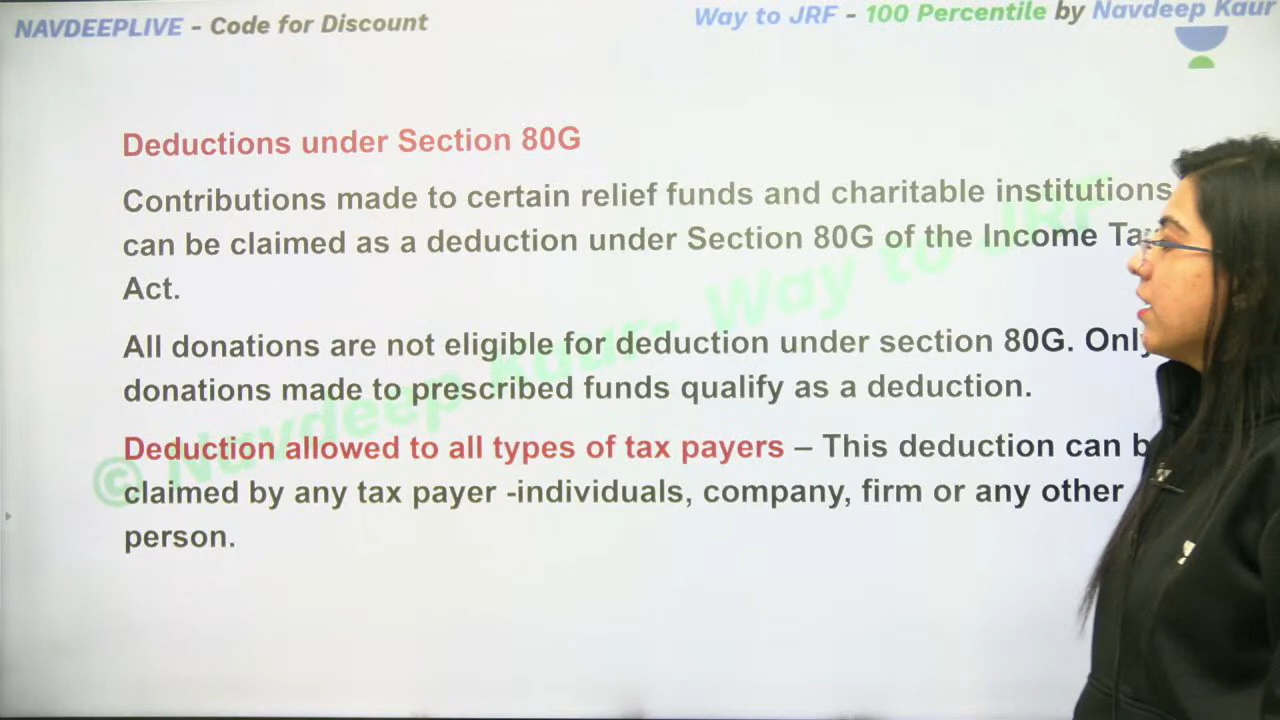 NAVDEEPLIVE - Code for Discount
Way to JRF - 100 Percentile by Navdeep Kaur
Deductions under Section 80G
Contributions made to certain relief funds and charitable institutions
can be claimed as a deduction under Section 80G of the Income
Act.
All donations are not eligible for deduction under section 80G.
donations made to prescribed funds qualify as a deduction.
Deduction allowed to all types of tax payers – This deduction can
claimed by any tax payer -individuals, company, firm or any other
person.
© Navdeep Kaur- Way to JRF